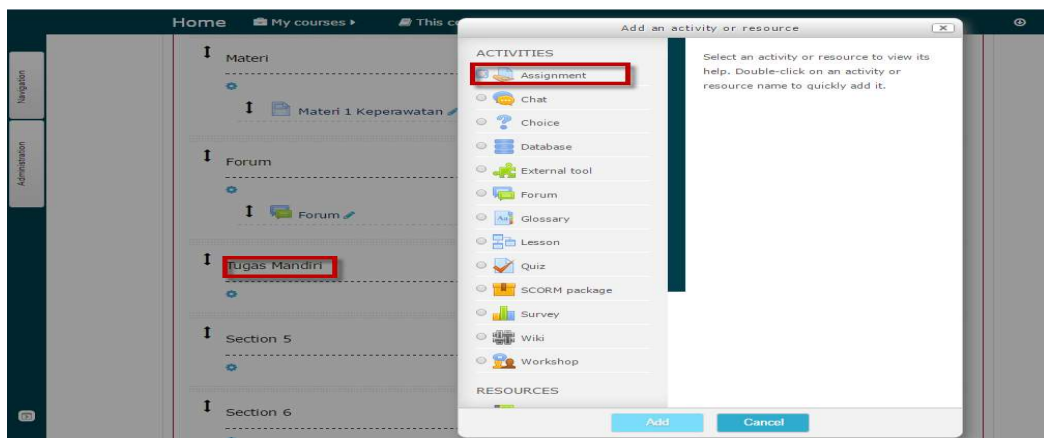 Home My courses This co
Navigation
Administration
Materi
Materi 1 Keperawatan
Forum
Forum
Tugas Mandiri
Section 5
Section 6
Add an activity or resource
ACTIVITIES
Assignment
Chat
Choice
Database
External tool
Forum
Glossary
Lesson
Quiz
SCORM package
Survey
Wiki
Workshop
RESOURCES
Select an activity or resource to view its
help. Double-click on an activity or
resource name to quickly add it.
Add Cancel